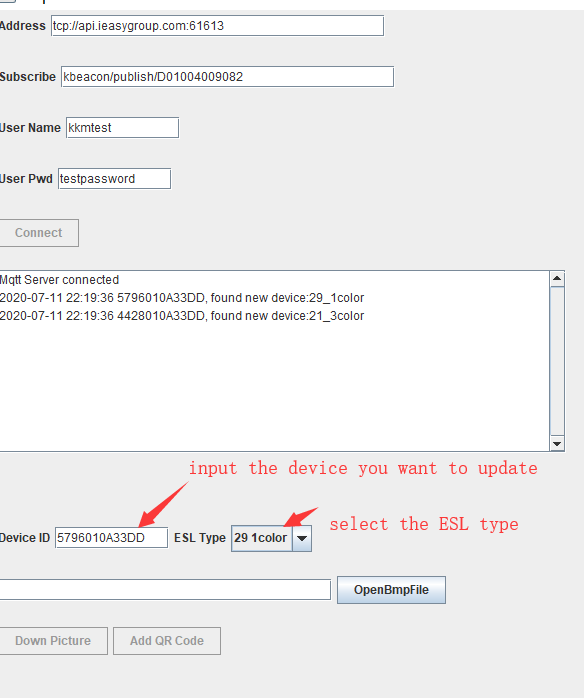 Address tcp://api.ieasygroup.com:61613
Subscribe kbeacon/publish/D01004009082
User Name kkmtest
User Pwd testpassword
Connect
Mqtt Server connected
2020-07-11 22:19:36 5796010A33DD, found new device:29_1color
2020-07-11 22:19:36 4428010A33DD, found new device:21_3color
input the device you want to update
select the ESL type
Device ID 5796010A33DD ESL Type 29 1color
OpenBmpFile
Down Picture Add QR Code